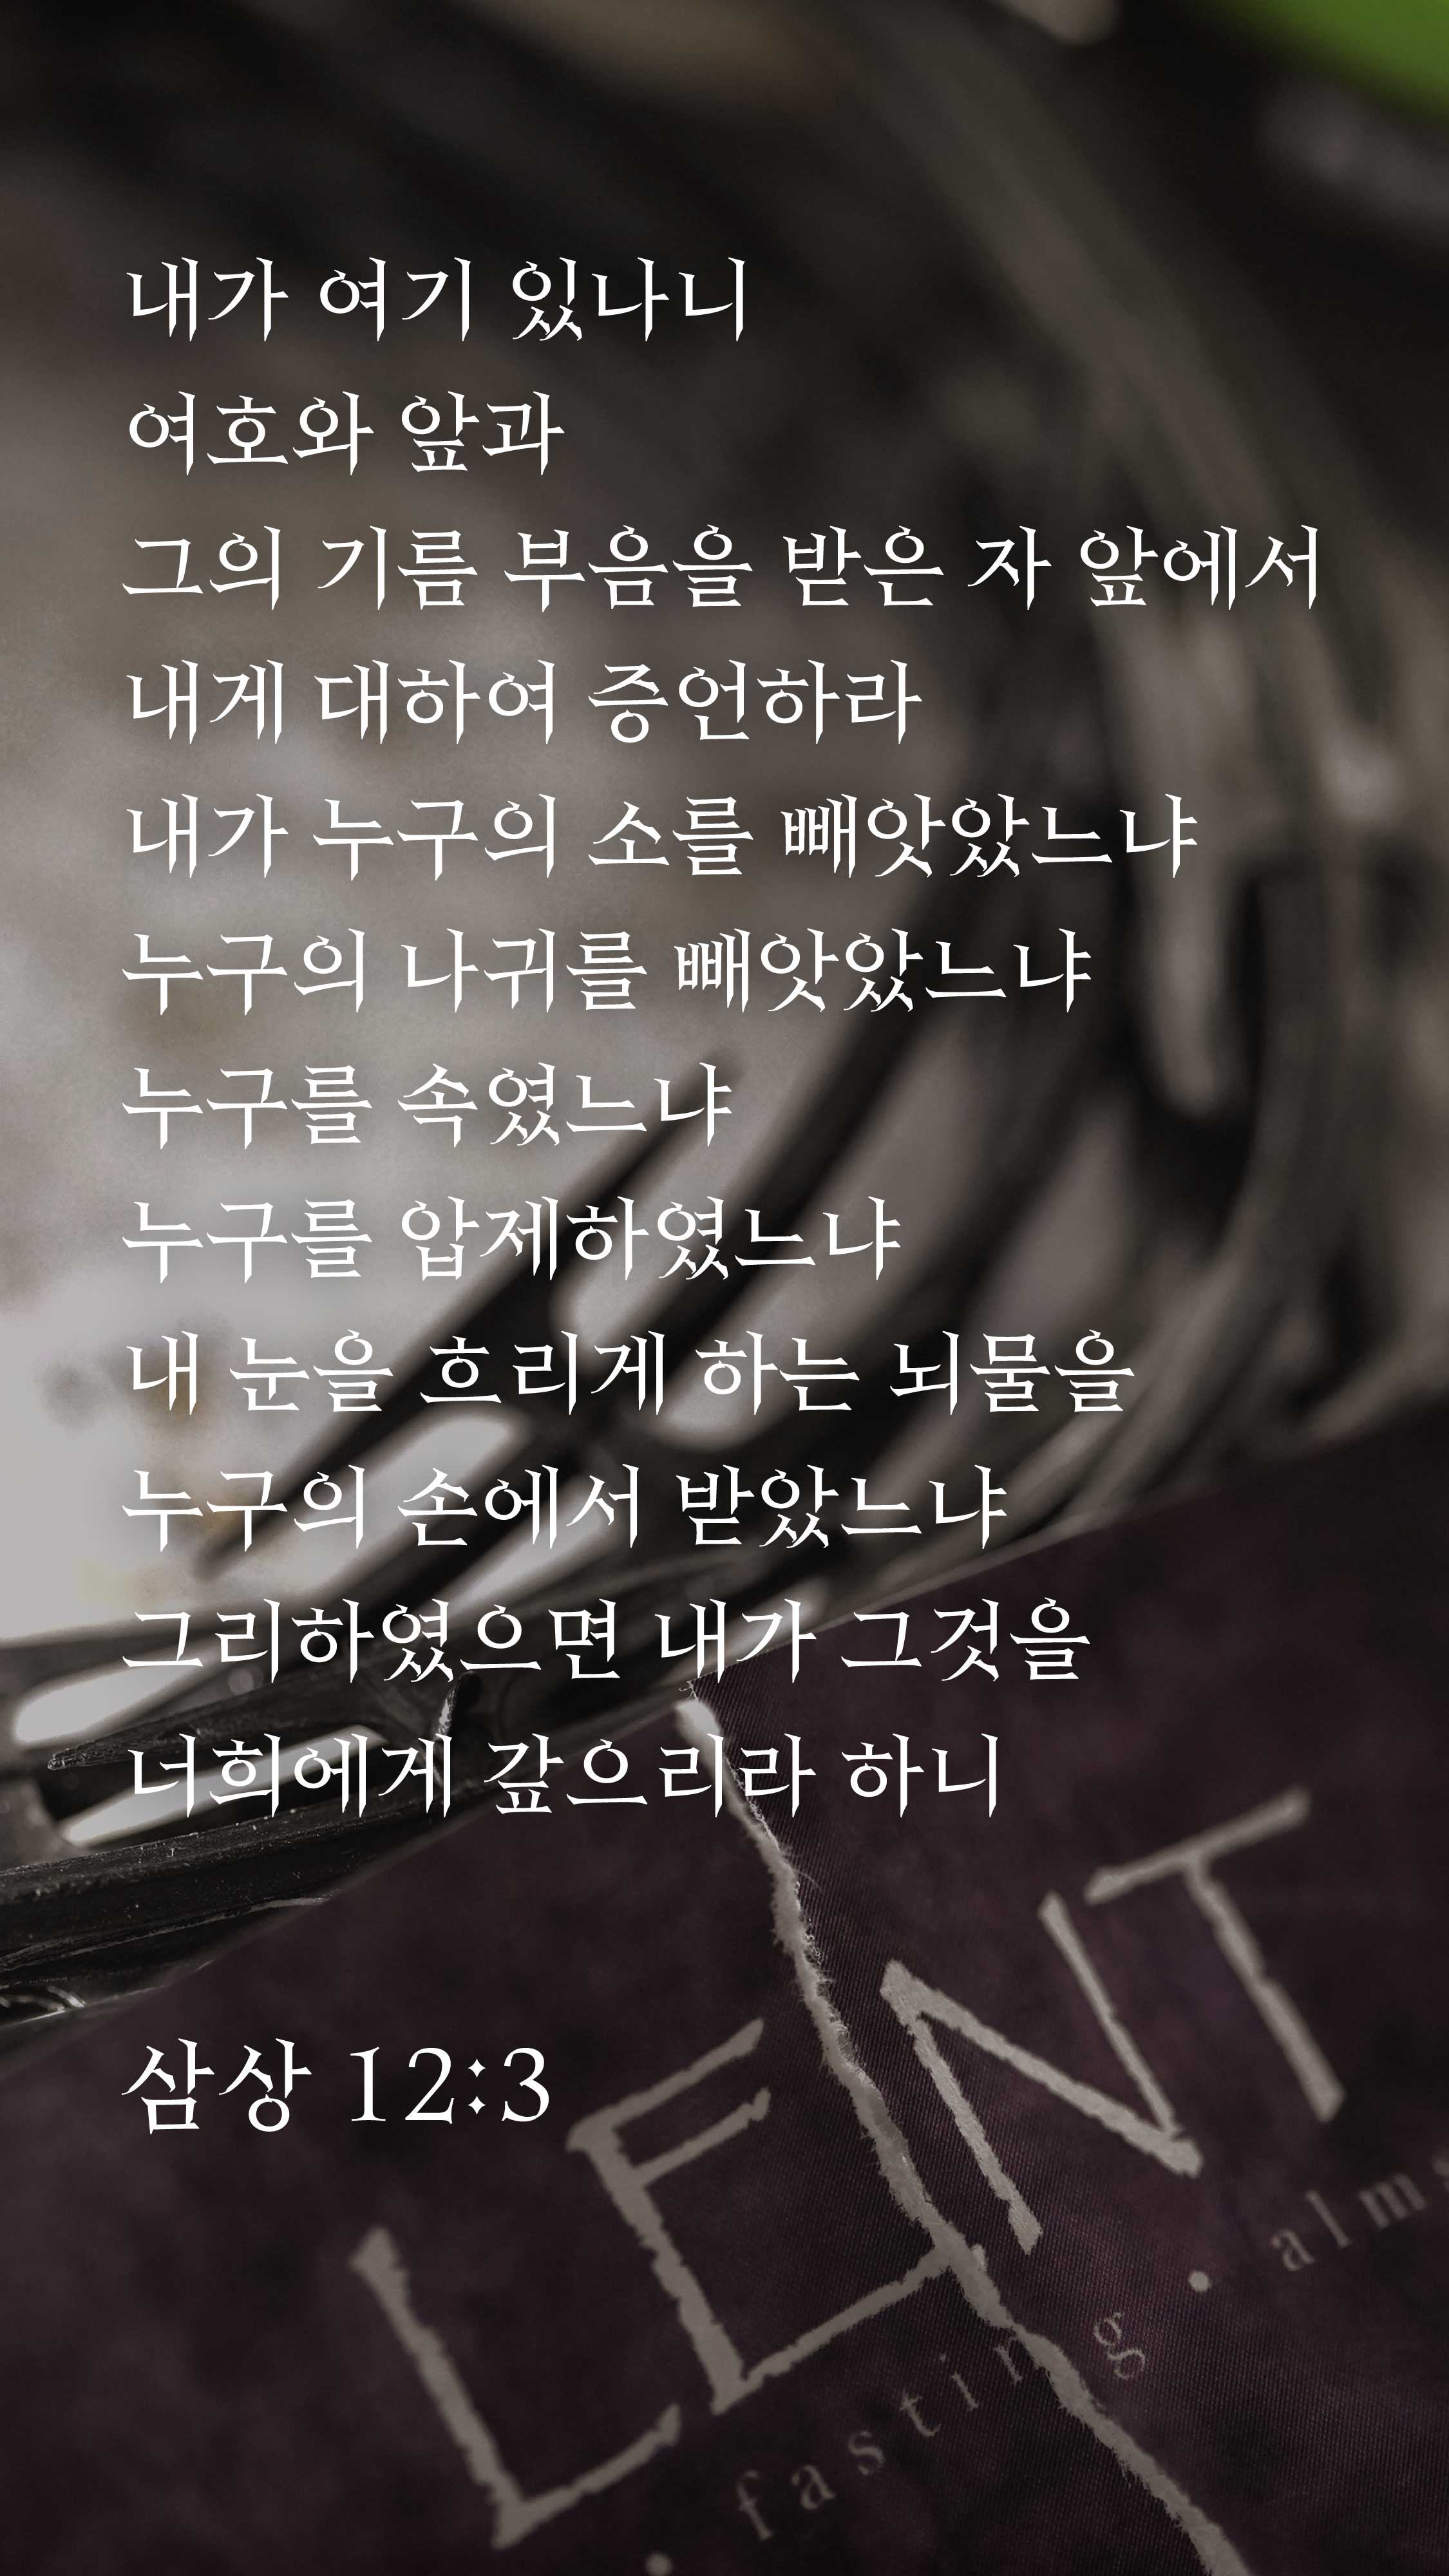 내가 여기 있나니
여호와 앞과
그의 기름 부음을 받은 자 앞에서
내게 대하여 증언하라
내가 누구의 소를 빼앗았느냐
누구의 나귀를 빼앗았느냐
누구를 속였느냐
누구를 압제하였느냐
내 눈을 흐리게 하는 뇌물을
누구의 손에서 받았느냐
그리하였으면 내가 그것을
너희에게 갚으리라 하니
삼상 12:3
LENT
• fasting • alm